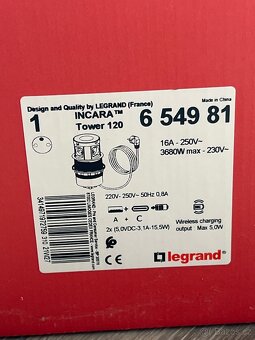 Design and Quality by LEGRAND (France)
Made in China
1
INCARA™
Tower 120
6 549 81
16A - 250V~
3680W max - 230V~
220V- 250V~ 50Hz 0,8A
A + C
2x (5,0VDC-3,1A-15,5W)
Wireless charging
output : Max 5,0W
legrand